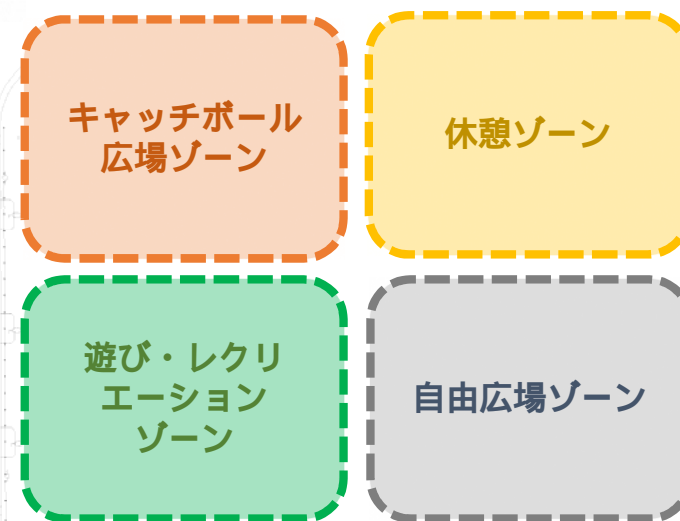 キャッチボール
広場ゾーン
休憩ゾーン
遊び・レクリ
エーション
ゾーン
自由広場ゾーン